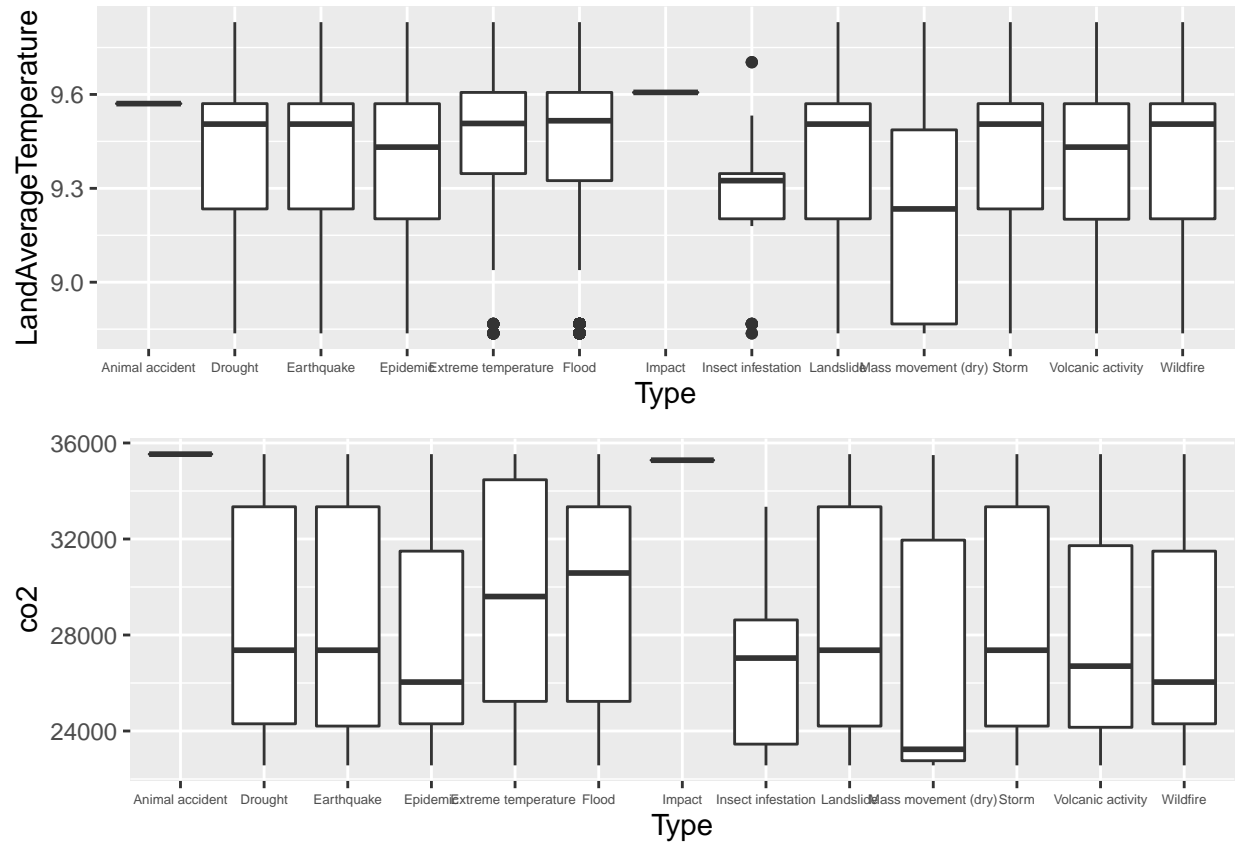 LandAverageTemperature
9.6
9.3
9.0
Animal accident Drought Earthquake Epidemic Extreme temperature Flood Impact Insect infestation Landslide Mass movement (dry) Storm Volcanic activity Wildfire
Type
co2
36000
32000
28000
24000
Animal accident Drought Earthquake Epidemic Extreme temperature Flood Impact Insect infestation Landslide Mass movement (dry) Storm Volcanic activity Wildfire
Type